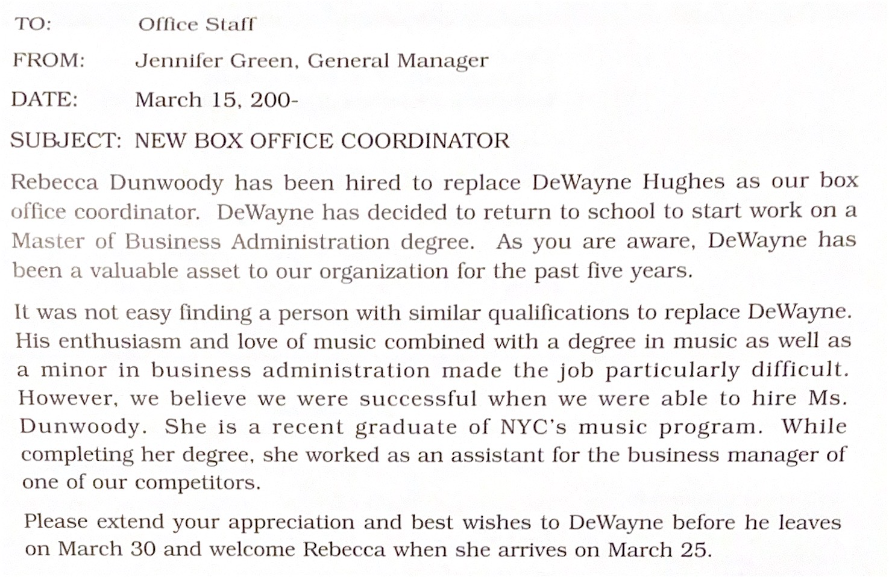 TO: Office Staff
FROM: Jennifer Green, General Manager
DATE: March 15, 200-
SUBJECT: NEW BOX OFFICE COORDINATOR
Rebecca Dunwoody has been hired to replace DeWayne Hughes as our box
office coordinator. DeWayne has decided to return to school to start work on a
Master of Business Administration degree. As you are aware, DeWayne has
been a valuable asset to our organization for the past five years.
It was not easy finding a person with similar qualifications to replace DeWayne.
His enthusiasm and love of music combined with a degree in music as well as
a minor in business administration made the job particularly difficult.
However, we believe we were successful when we were able to hire Ms.
Dunwoody. She is a recent graduate of NYC's music program. While
completing her degree, she worked as an assistant for the business manager of
one of our competitors.
Please extend your appreciation and best wishes to DeWayne before he leaves
on March 30 and welcome Rebecca when she arrives on March 25.